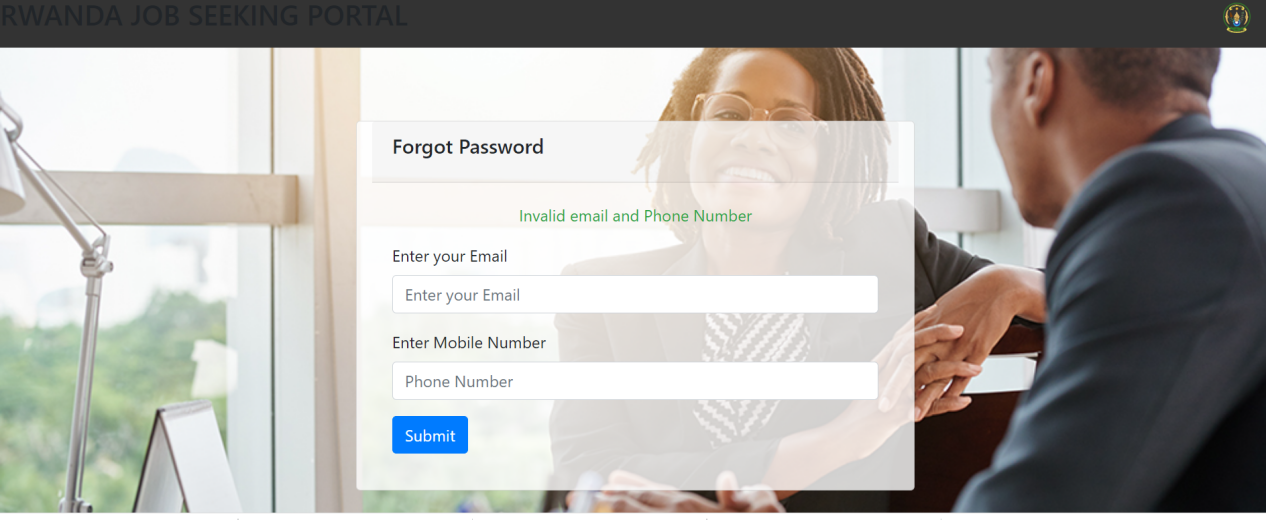 RWANDA JOB SEEKING PORTAL
Forgot Password
Invalid email and Phone Number
Enter your Email
Enter your Email
Enter Mobile Number
Phone Number
Submit